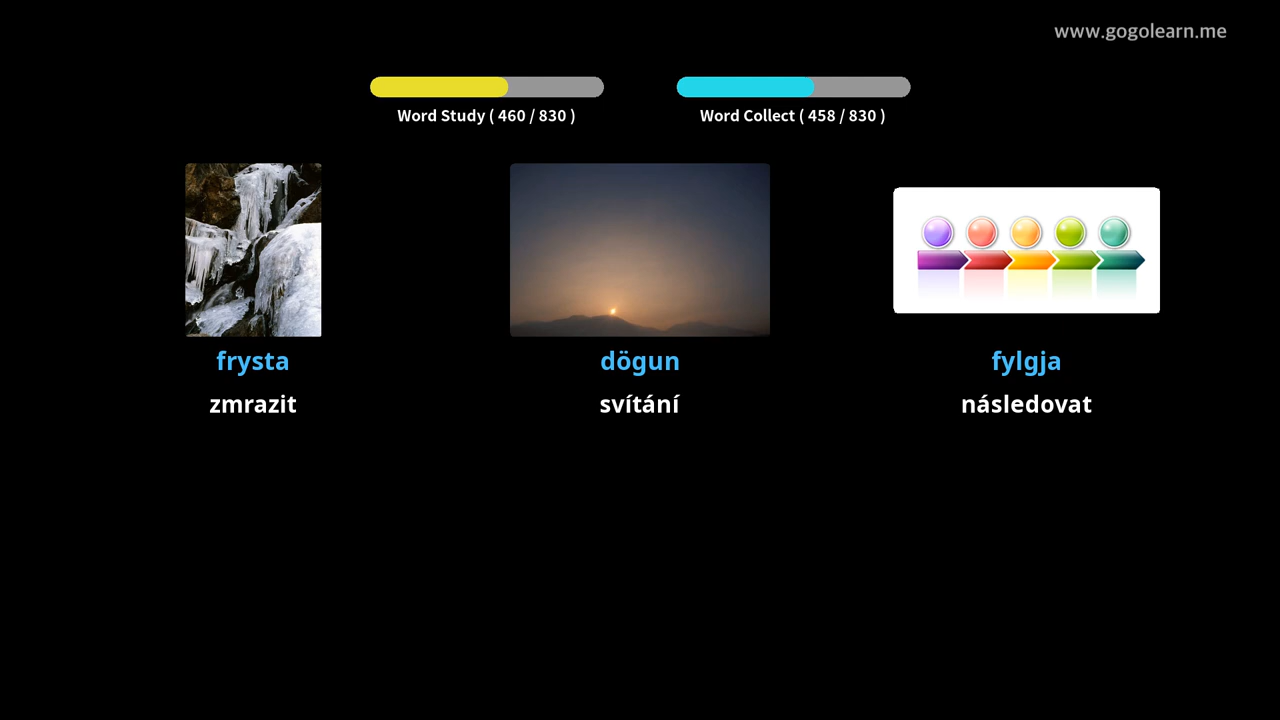 www.gogolearn.me
Word Study ( 460 / 830 )
Word Collect ( 458 / 830 )
frysta
dögun
fylgja
zmrazit
svítání
následovat